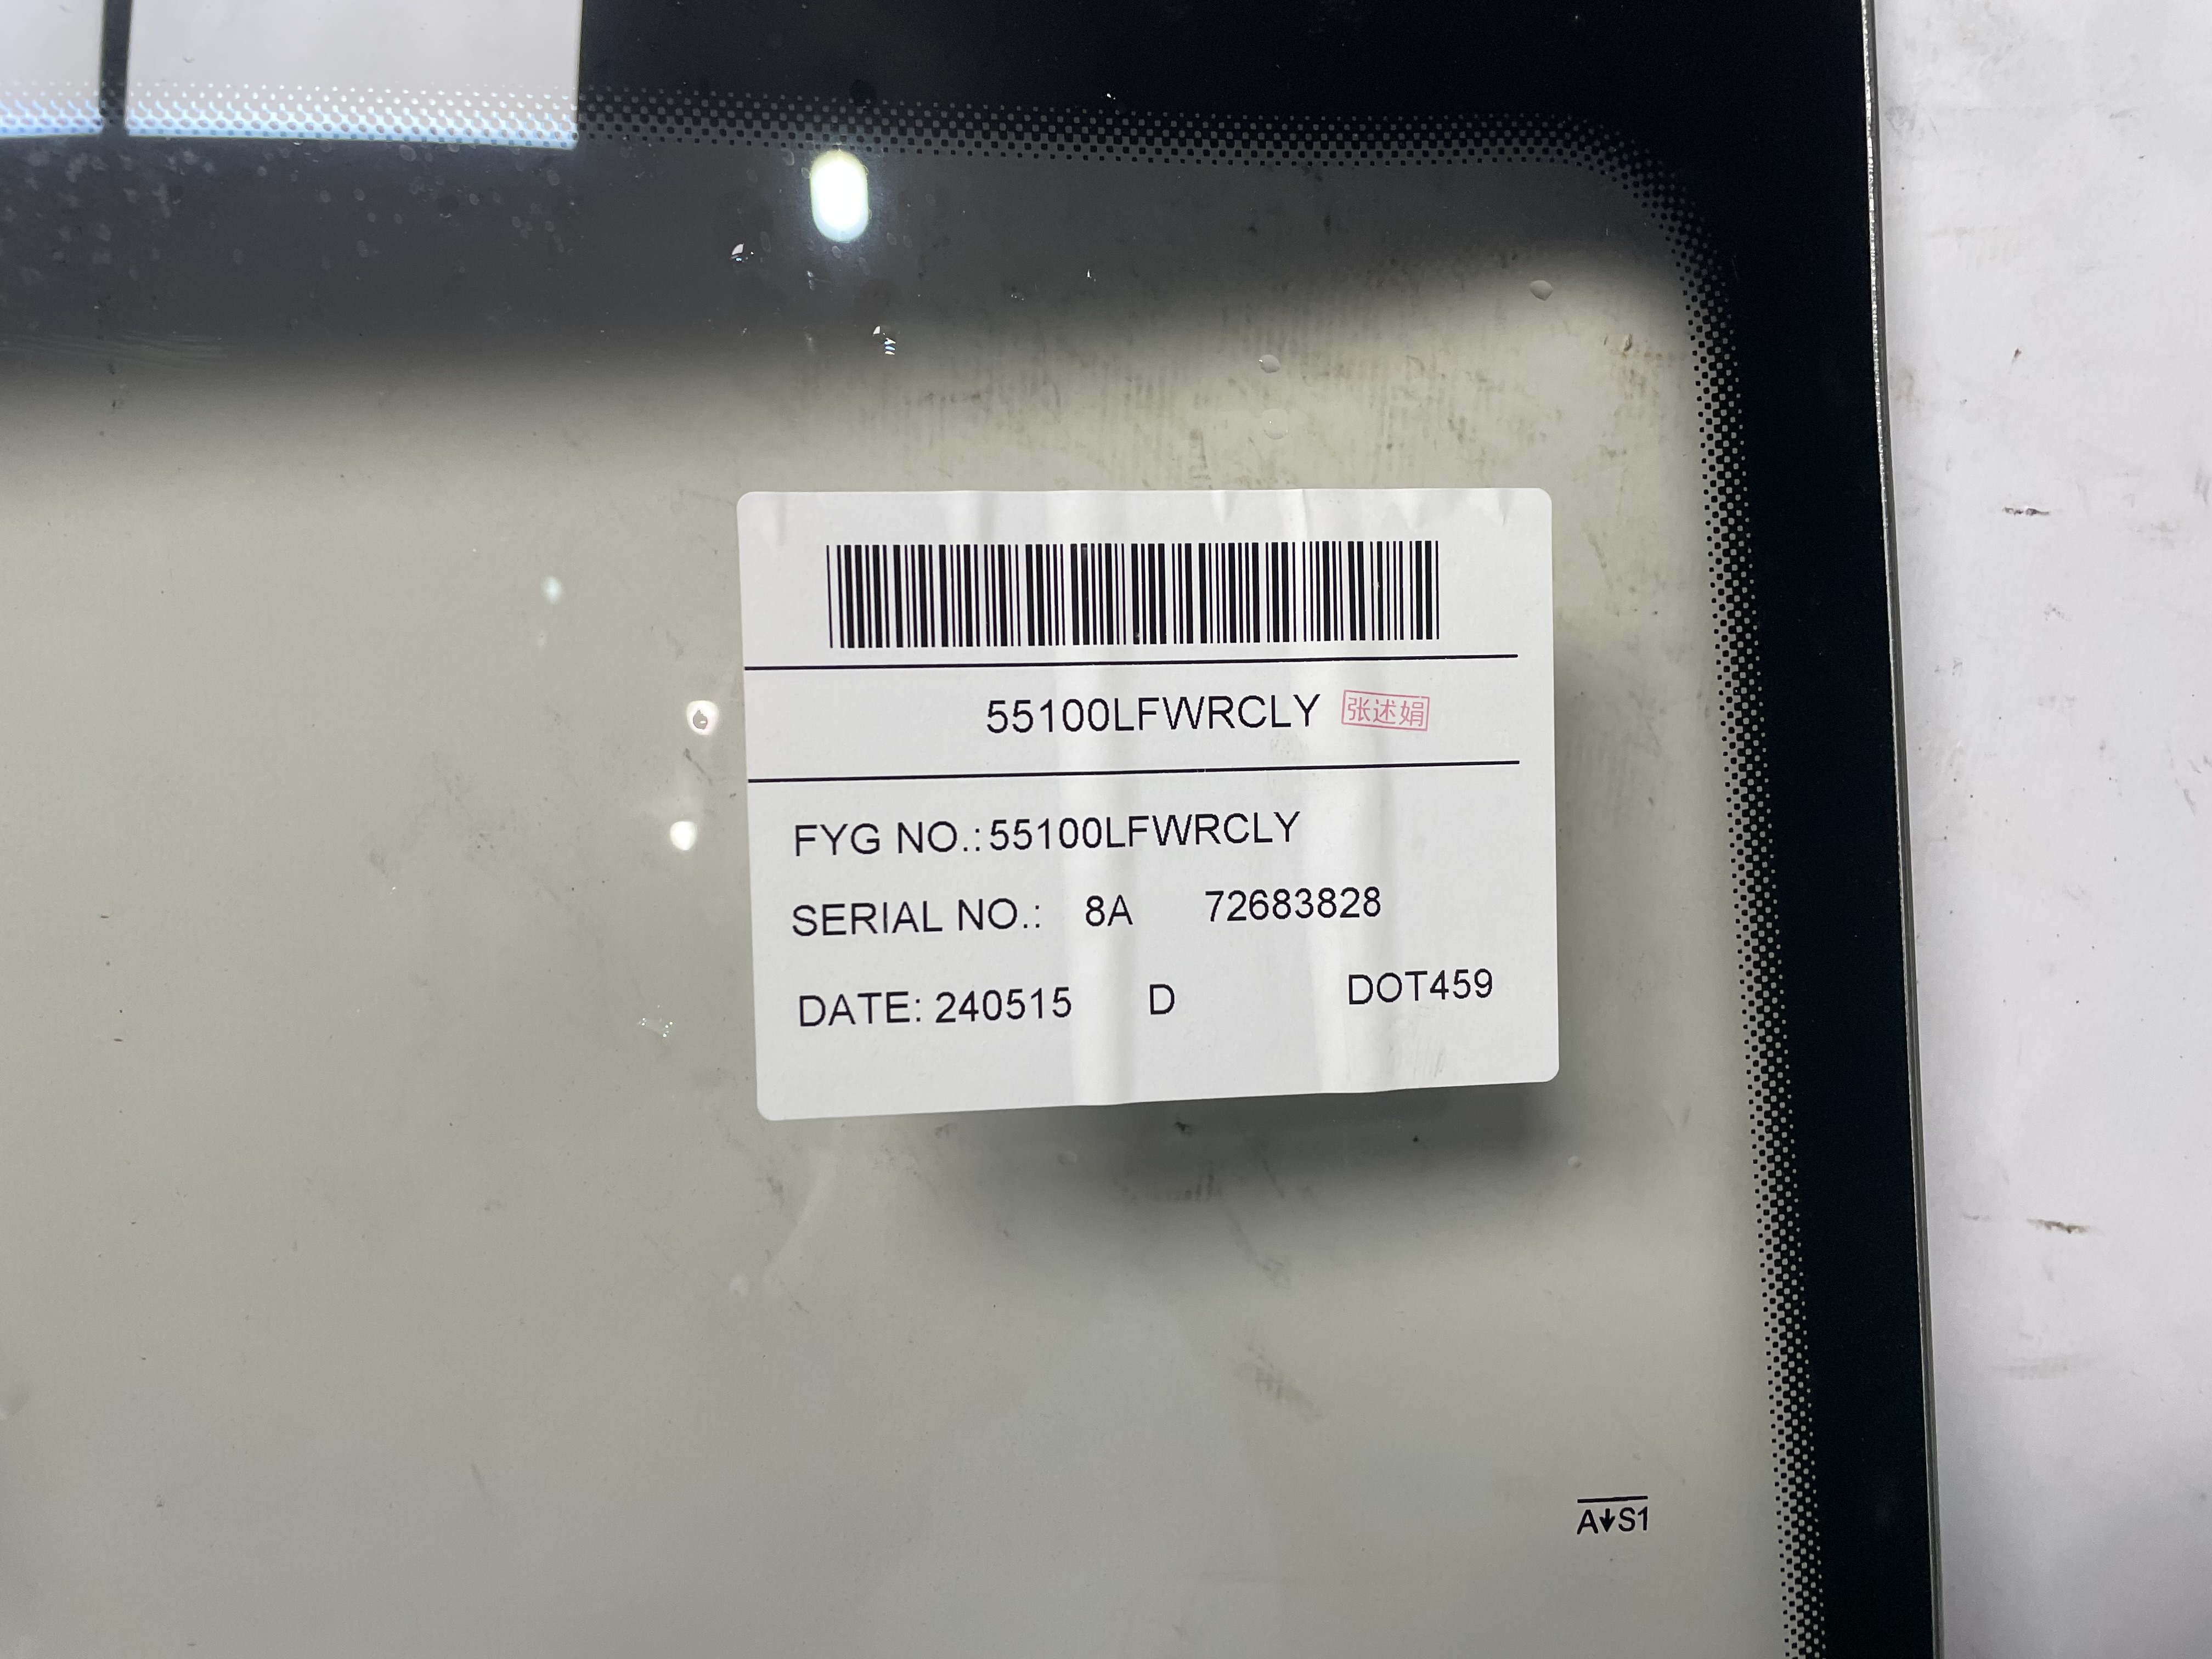 55100LFWRCLY 张述娟
FYG NO.:55100LFWRCLY
SERIAL NO.: 8A 72683828
DATE: 240515 D DOT459
A↓S1